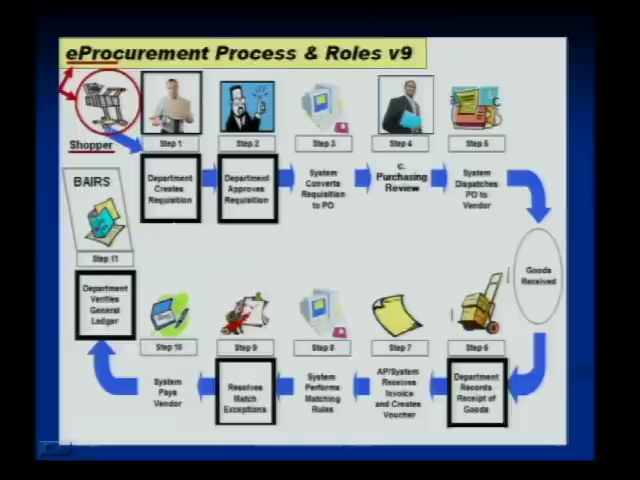 eProcurement Process & Roles v9
Shopper
Step 1
Step 2
Step 3
Step 4
Step 5
Department
Creates
Requisition
Department
Approves
Requisition
System
Converts
Requisition
to PO
C.
Purchasing
Review
System
Dispatches
PO to
Vendor
BAIRS
Step 11
Department
Verifies
General
Ledger
Goods
Received
Step 10
Step 9
Step 8
Step 7
Step 6
System
Pays
Vendor
Resolves
Match
Exceptions
System
Performs
Matching
Rules
AP/System
Receives
Invoice
and Creates
Voucher
Department
Records
Receipt of
Goods